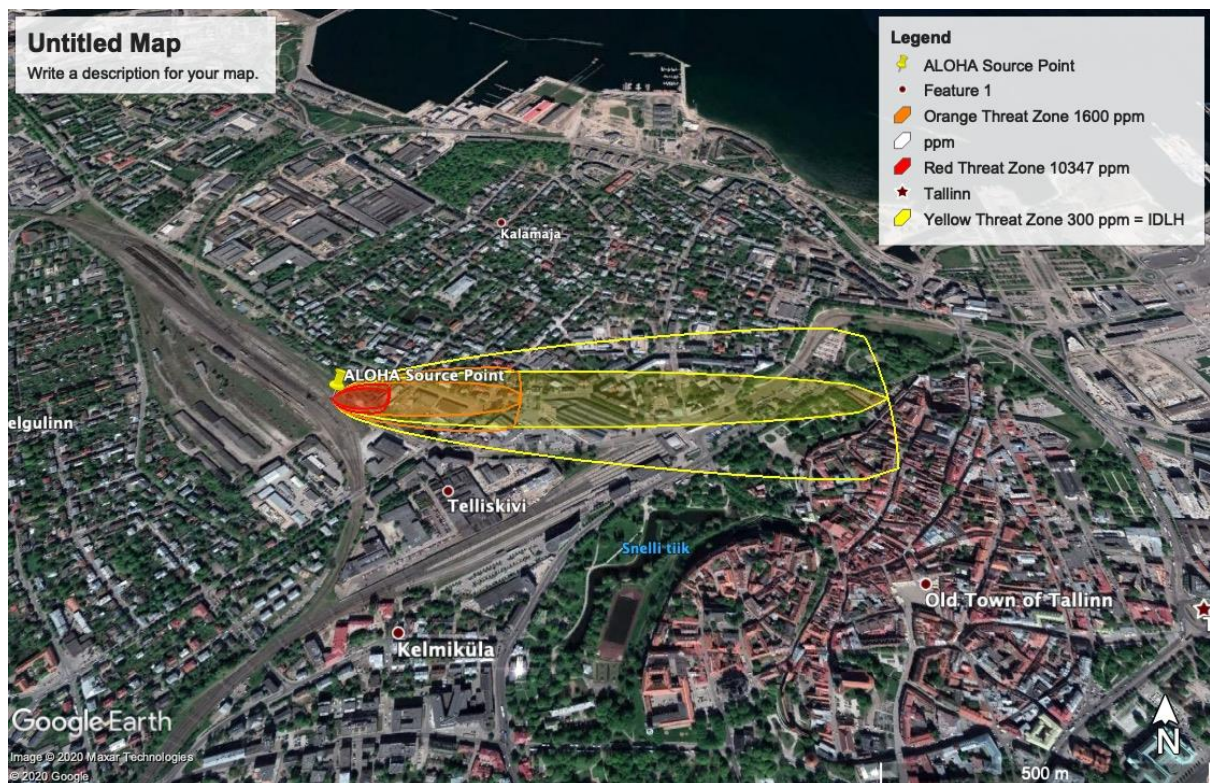 Untitled Map
Write a description for your map.
Legend
ALOHA Source Point
Feature 1
Orange Threat Zone 1600 ppm
ppm
Red Threat Zone 10347 ppm
Tallinn
Yellow Threat Zone 300 ppm = IDLH
Kalamaja
ALOHA Source Point
elgulinn
Telliskivi
Snelli tiik
Old Town of Tallinn
T
Kelmiküla
Google Earth
Image © 2020 Maxar Technologies
© 2020 Google
500 m
N